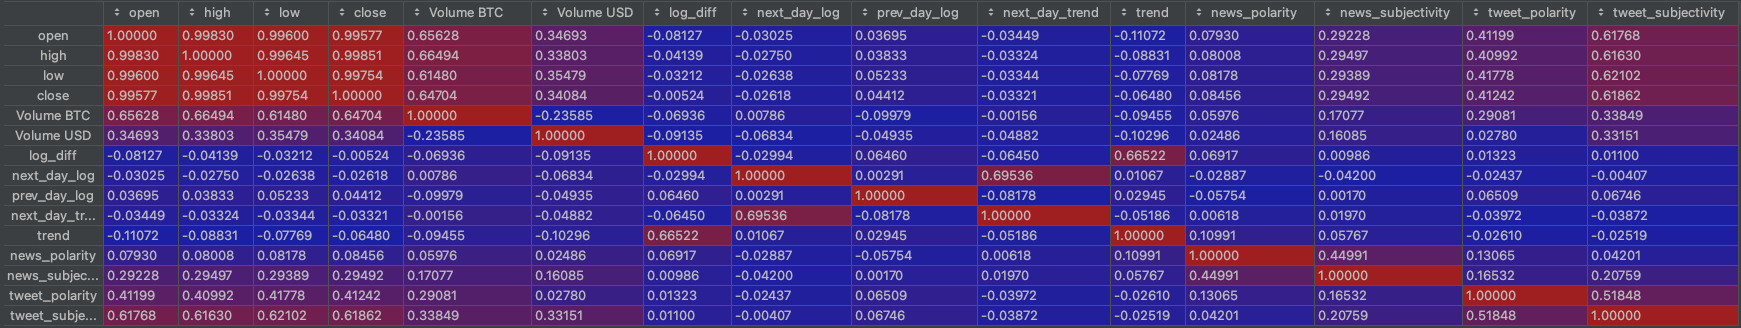 open high low close Volume BTC Volume USD log_diff next_day_log prev_day_log next_day_trend trend news_polarity news_subjectivity tweet_polarity tweet_subjectivity
open 1.00000 0.99830 0.99600 0.99577 0.65628 0.34693 -0.08127 -0.03025 0.03695 -0.03449 -0.11072 0.07930 0.29228 0.41199 0.61768
high 0.99830 1.00000 0.99645 0.99851 0.66494 0.33803 -0.04139 -0.02750 0.03833 -0.03324 -0.08831 0.08008 0.29497 0.40992 0.61630
low 0.99600 0.99645 1.00000 0.99754 0.61480 0.35479 -0.03212 -0.02638 0.05233 -0.03344 -0.07769 0.08178 0.29389 0.41778 0.62102
close 0.99577 0.99851 0.99754 1.00000 0.64704 0.34084 -0.00524 -0.02618 0.04412 -0.03321 -0.06480 0.08456 0.29492 0.41242 0.61862
Volume BTC 0.65628 0.66494 0.61480 0.64704 1.00000 -0.23585 -0.06936 0.00786 -0.09979 -0.00156 -0.09455 0.05976 0.17077 0.29081 0.33849
Volume USD 0.34693 0.33803 0.35479 0.34084 -0.23585 1.00000 -0.09135 -0.06834 -0.04935 -0.04882 -0.10296 0.02486 0.16085 0.02780 0.33151
log_diff -0.08127 -0.04139 -0.03212 -0.00524 -0.06936 -0.09135 1.00000 -0.02994 0.06460 -0.06450 0.66522 0.06917 0.00986 0.01323 0.01100
next_day_log -0.03025 -0.02750 -0.02638 -0.02618 0.00786 -0.06834 -0.02994 1.00000 0.00291 0.69536 0.01067 -0.02887 -0.04200 -0.02437 -0.00407
prev_day_log 0.03695 0.03833 0.05233 0.04412 -0.09979 -0.04935 0.06460 0.00291 1.00000 -0.08178 0.02945 -0.05754 0.00170 0.06509 0.06746
next_day_tr... -0.03449 -0.03324 -0.03344 -0.03321 -0.00156 -0.04882 -0.06450 0.69536 -0.08178 1.00000 -0.05186 0.00618 0.01970 -0.03972 -0.03872
trend -0.11072 -0.08831 -0.07769 -0.06480 -0.09455 -0.10296 0.66522 0.01067 0.02945 -0.05186 1.00000 0.10991 0.05767 -0.02610 -0.02519
news_polarity 0.07930 0.08008 0.08178 0.08456 0.05976 0.02486 0.06917 -0.02887 -0.05754 0.00618 0.10991 1.00000 0.44991 0.13065 0.04201
news_subjec... 0.29228 0.29497 0.29389 0.29492 0.17077 0.16085 0.00986 -0.04200 0.00170 0.01970 0.05767 0.44991 1.00000 0.16532 0.20759
tweet_polarity 0.41199 0.40992 0.41778 0.41242 0.29081 0.02780 0.01323 -0.02437 0.06509 -0.03972 -0.02610 0.13065 0.16532 1.00000 0.51848
tweet_subje... 0.61768 0.61630 0.62102 0.61862 0.33849 0.33151 0.01100 -0.00407 0.06746 -0.03872 -0.02519 0.04201 0.20759 0.51848 1.00000